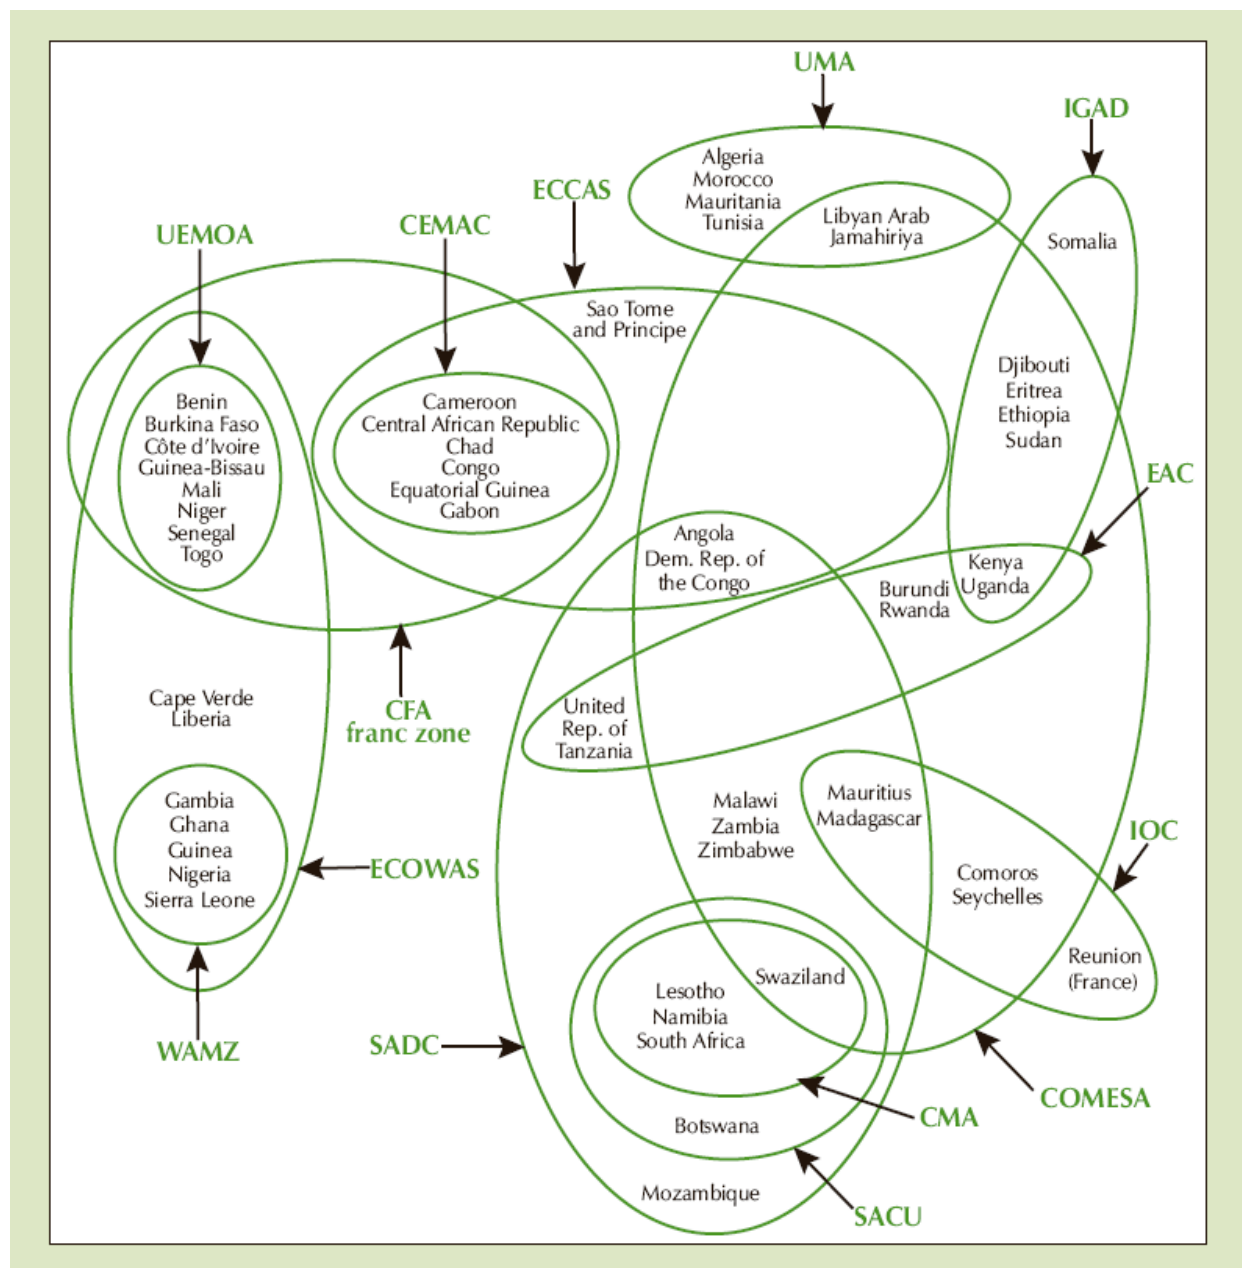 UMA
IGAD
Algeria
Morocco
Mauritania
Tunisia
Libyan Arab
Jamahiriya
Somalia
ECCAS
CEMAC
UEMOA
Sao Tome
and Principe
Djibouti
Eritrea
Ethiopia
Sudan
Benin
Burkina Faso
Côte d'Ivoire
Guinea-Bissau
Mali
Niger
Senegal
Togo
Cameroon
Central African Republic
Chad
Congo
Equatorial Guinea
Gabon
EAC
Angola
Dem. Rep. of
the Congo
Kenya
Uganda
Burundi
Rwanda
Cape Verde
Liberia
CFA
franc zone
United
Rep. of
Tanzania
Gambia
Ghana
Guinea
Nigeria
Sierra Leone
ECOWAS
Malawi
Zambia
Zimbabwe
Mauritius
Madagascar
IOC
Comoros
Seychelles
Reunion
(France)
Swaziland
Lesotho
Namibia
South Africa
WAMZ
SADC
COMESA
CMA
Botswana
Mozambique
SACU